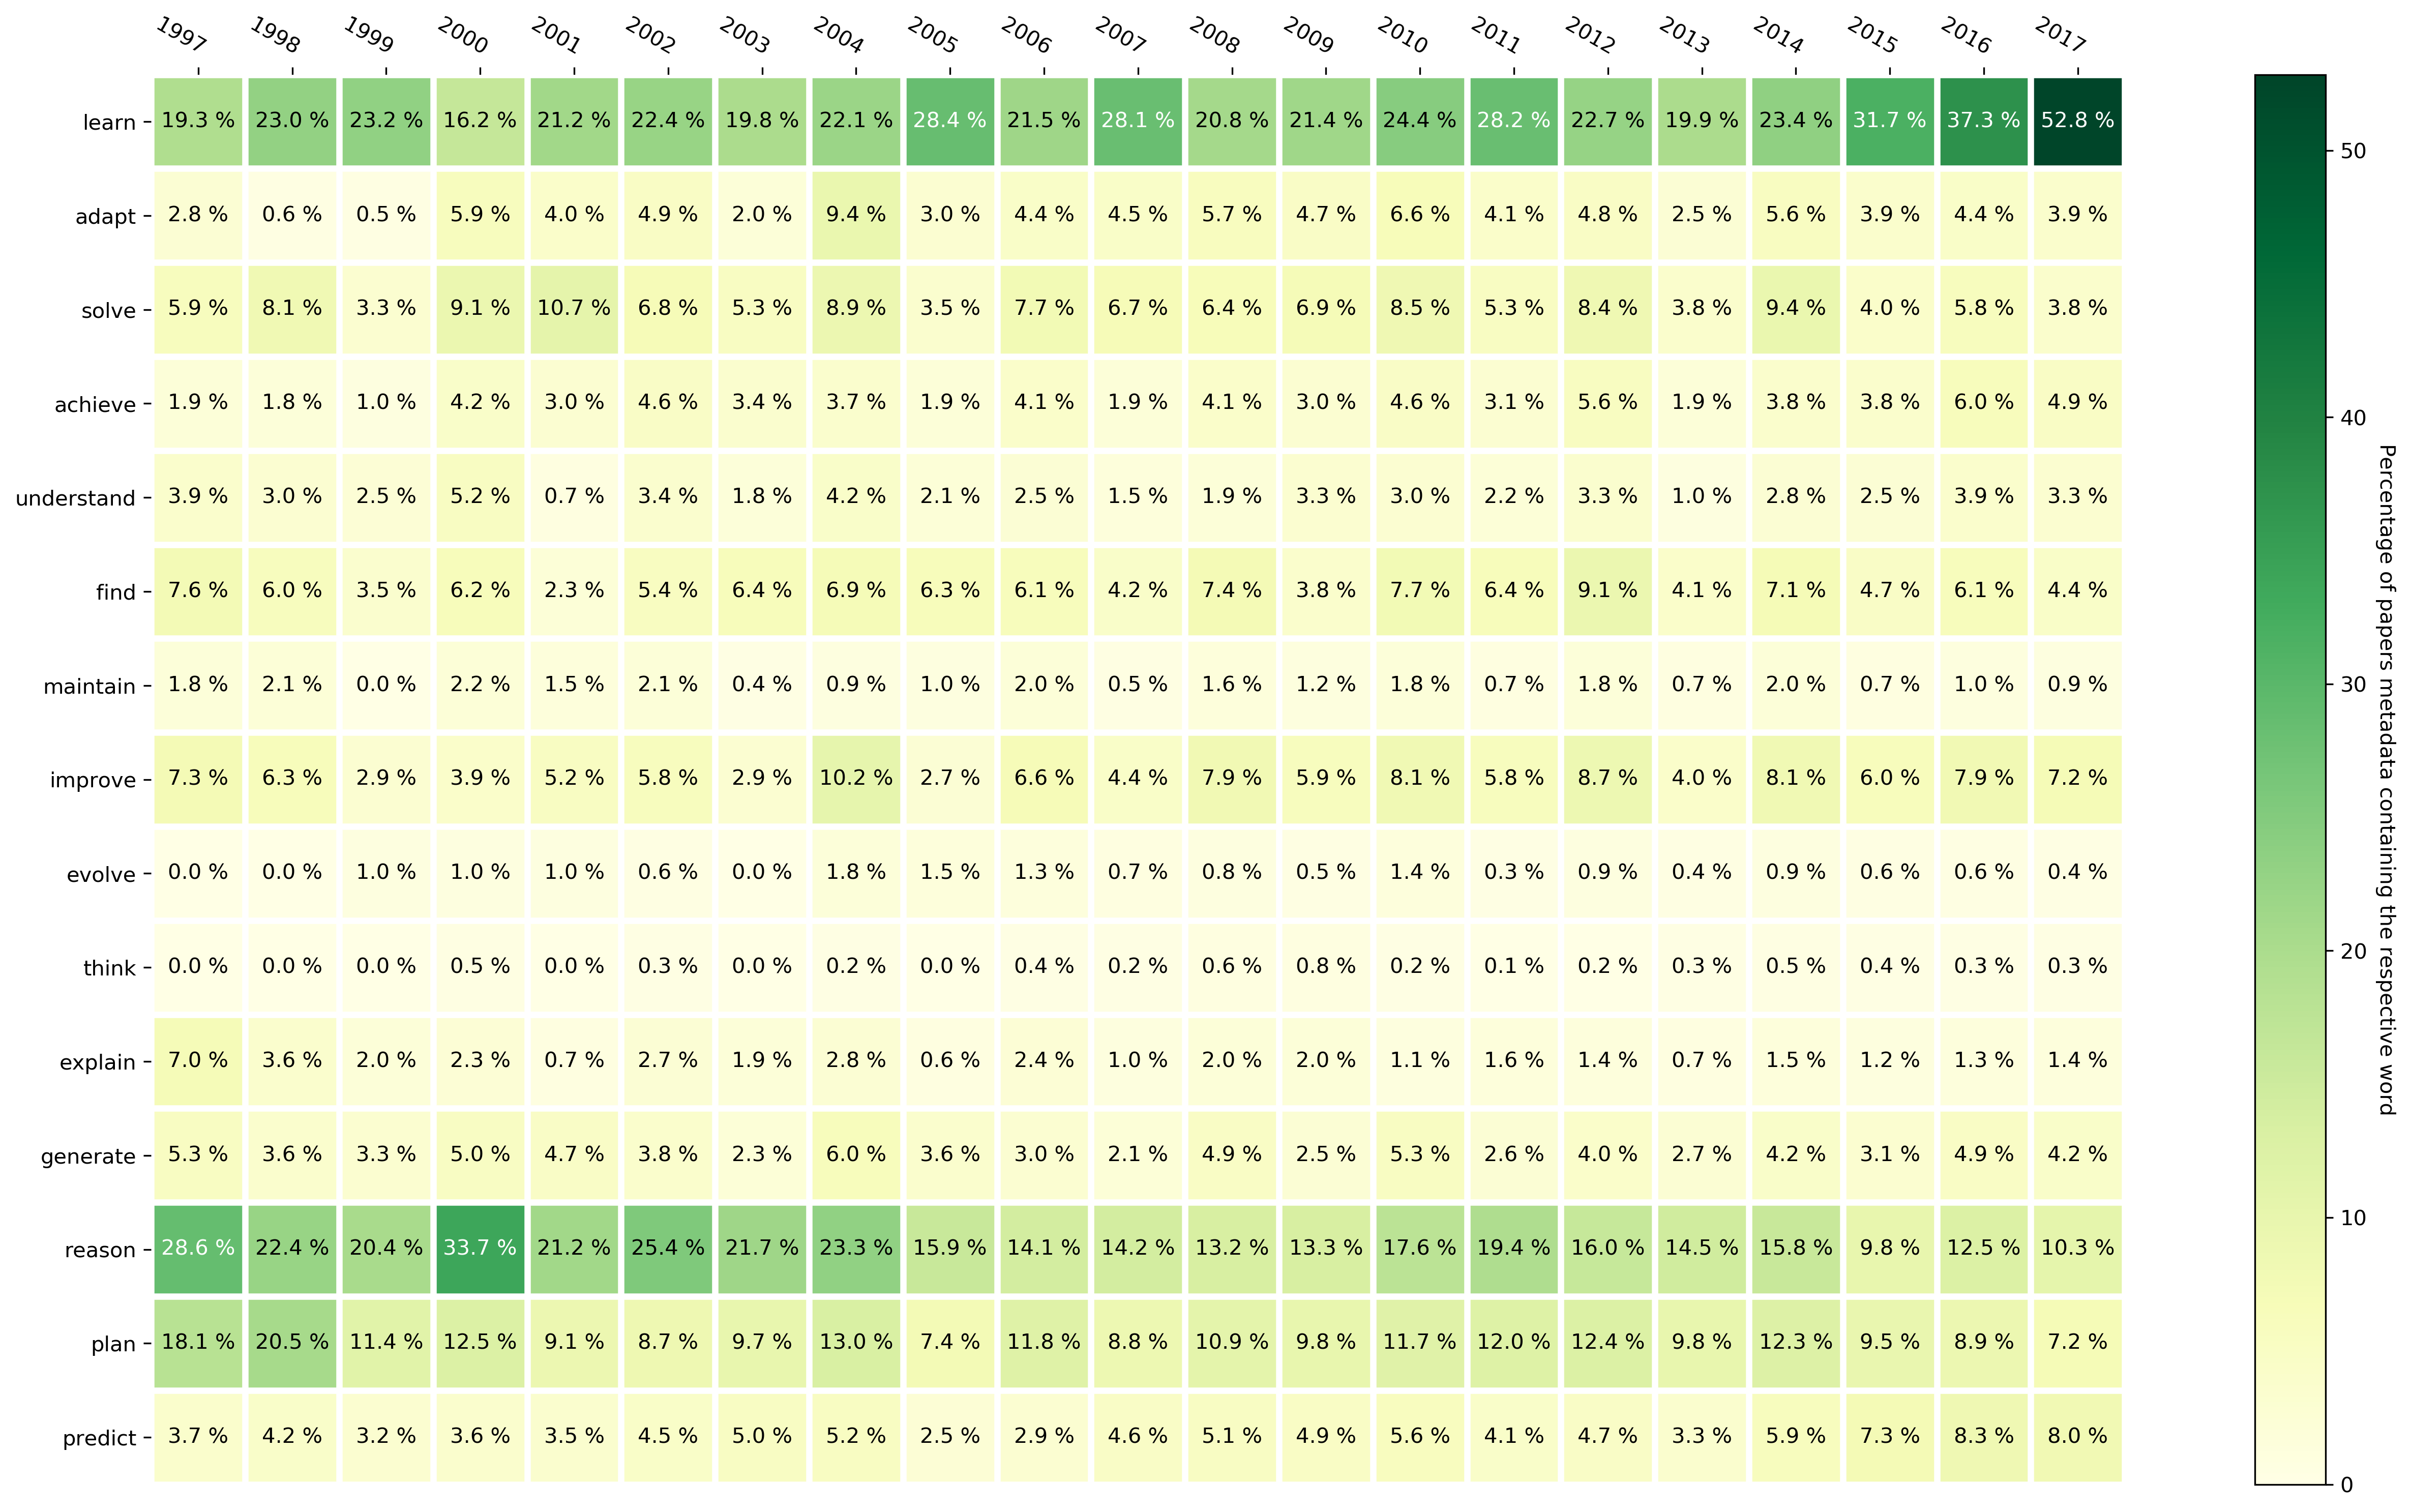 1997 1998 1999 2000 2001 2002 2003 2004 2005 2006 2007 2008 2009 2010 2011 2012 2013 2014 2015 2016 2017
learn 19.3 % 23.0 % 23.2 % 16.2 % 21.2 % 22.4 % 19.8 % 22.1 % 28.4 % 21.5 % 28.1 % 20.8 % 21.4 % 24.4 % 28.2 % 22.7 % 19.9 % 23.4 % 31.7 % 37.3 % 52.8 %
adapt 2.8 % 0.6 % 0.5 % 5.9 % 4.0 % 4.9 % 2.0 % 9.4 % 3.0 % 4.4 % 4.5 % 5.7 % 4.7 % 6.6 % 4.1 % 4.8 % 2.5 % 5.6 % 3.9 % 4.4 % 3.9 %
solve 5.9 % 8.1 % 3.3 % 9.1 % 10.7 % 6.8 % 5.3 % 8.9 % 3.5 % 7.7 % 6.7 % 6.4 % 6.9 % 8.5 % 5.3 % 8.4 % 3.8 % 9.4 % 4.0 % 5.8 % 3.8 %
achieve 1.9 % 1.8 % 1.0 % 4.2 % 3.0 % 4.6 % 3.4 % 3.7 % 1.9 % 4.1 % 1.9 % 4.1 % 3.0 % 4.6 % 3.1 % 5.6 % 1.9 % 3.8 % 3.8 % 6.0 % 4.9 %
understand 3.9 % 3.0 % 2.5 % 5.2 % 0.7 % 3.4 % 1.8 % 4.2 % 2.1 % 2.5 % 1.5 % 1.9 % 3.3 % 3.0 % 2.2 % 3.3 % 1.0 % 2.8 % 2.5 % 3.9 % 3.3 %
find 7.6 % 6.0 % 3.5 % 6.2 % 2.3 % 5.4 % 6.4 % 6.9 % 6.3 % 6.1 % 4.2 % 7.4 % 3.8 % 7.7 % 6.4 % 9.1 % 4.1 % 7.1 % 4.7 % 6.1 % 4.4 %
maintain 1.8 % 2.1 % 0.0 % 2.2 % 1.5 % 2.1 % 0.4 % 0.9 % 1.0 % 2.0 % 0.5 % 1.6 % 1.2 % 1.8 % 0.7 % 1.8 % 0.7 % 2.0 % 0.7 % 1.0 % 0.9 %
improve 7.3 % 6.3 % 2.9 % 3.9 % 5.2 % 5.8 % 2.9 % 10.2 % 2.7 % 6.6 % 4.4 % 7.9 % 5.9 % 8.1 % 5.8 % 8.7 % 4.0 % 8.1 % 6.0 % 7.9 % 7.2 %
evolve 0.0 % 0.0 % 1.0 % 1.0 % 1.0 % 0.6 % 0.0 % 1.8 % 1.5 % 1.3 % 0.7 % 0.8 % 0.5 % 1.4 % 0.3 % 0.9 % 0.4 % 0.9 % 0.6 % 0.6 % 0.4 %
think 0.0 % 0.0 % 0.0 % 0.5 % 0.0 % 0.3 % 0.0 % 0.2 % 0.0 % 0.4 % 0.2 % 0.6 % 0.8 % 0.2 % 0.1 % 0.2 % 0.3 % 0.5 % 0.4 % 0.3 % 0.3 %
explain 7.0 % 3.6 % 2.0 % 2.3 % 0.7 % 2.7 % 1.9 % 2.8 % 0.6 % 2.4 % 1.0 % 2.0 % 2.0 % 1.1 % 1.6 % 1.4 % 0.7 % 1.5 % 1.2 % 1.3 % 1.4 %
generate 5.3 % 3.6 % 3.3 % 5.0 % 4.7 % 3.8 % 2.3 % 6.0 % 3.6 % 3.0 % 2.1 % 4.9 % 2.5 % 5.3 % 2.6 % 4.0 % 2.7 % 4.2 % 3.1 % 4.9 % 4.2 %
reason 28.6 % 22.4 % 20.4 % 33.7 % 21.2 % 25.4 % 21.7 % 23.3 % 15.9 % 14.1 % 14.2 % 13.2 % 13.3 % 17.6 % 19.4 % 16.0 % 14.5 % 15.8 % 9.8 % 12.5 % 10.3 %
plan 18.1 % 20.5 % 11.4 % 12.5 % 9.1 % 8.7 % 9.7 % 13.0 % 7.4 % 11.8 % 8.8 % 10.9 % 9.8 % 11.7 % 12.0 % 12.4 % 9.8 % 12.3 % 9.5 % 8.9 % 7.2 %
predict 3.7 % 4.2 % 3.2 % 3.6 % 3.5 % 4.5 % 5.0 % 5.2 % 2.5 % 2.9 % 4.6 % 5.1 % 4.9 % 5.6 % 4.1 % 4.7 % 3.3 % 5.9 % 7.3 % 8.3 % 8.0 %
50
40
30
20
10
0
Percentage of papers metadata containing the respective word